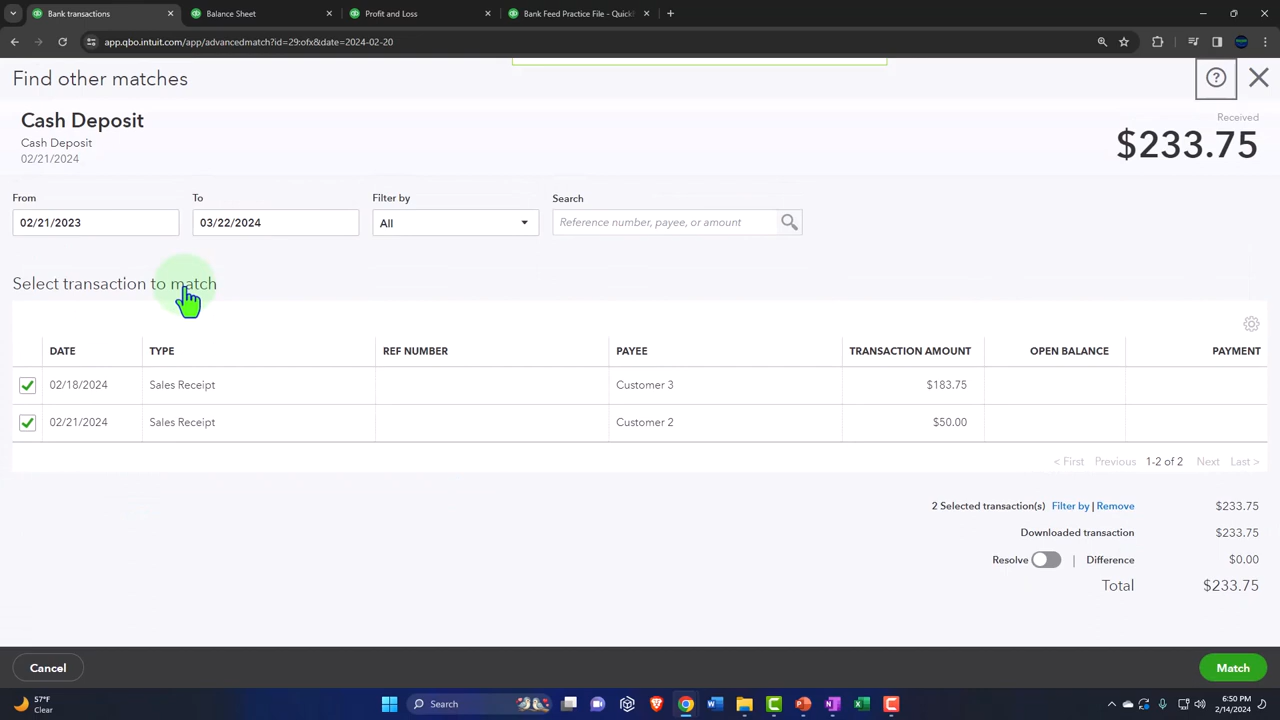 Bank transactions
Balance Sheet
Profit and Loss
Bank Feed Practice File - Quick
app.qbo.intuit.com/app/advancedmatch?id=29:ofx&date=2024-02-20
Find other matches
Cash Deposit
Cash Deposit
02/21/2024
Received
$233.75
From
To
Filter by
Search
02/21/2023
03/22/2024
All
Reference number, payee, or amount
Select transaction to match
DATE TYPE REF NUMBER PAYEE TRANSACTION AMOUNT OPEN BALANCE PAYMENT
02/18/2024 Sales Receipt Customer 3 $183.75
02/21/2024 Sales Receipt Customer 2 $50.00
< First Previous 1-2 of 2 Next Last >
2 Selected transaction(s) Filter by | Remove $233.75
Downloaded transaction $233.75
Resolve | Difference $0.00
Total $233.75
Cancel
Match
57°F
Clear
Search
6:50 PM
2/14/2024